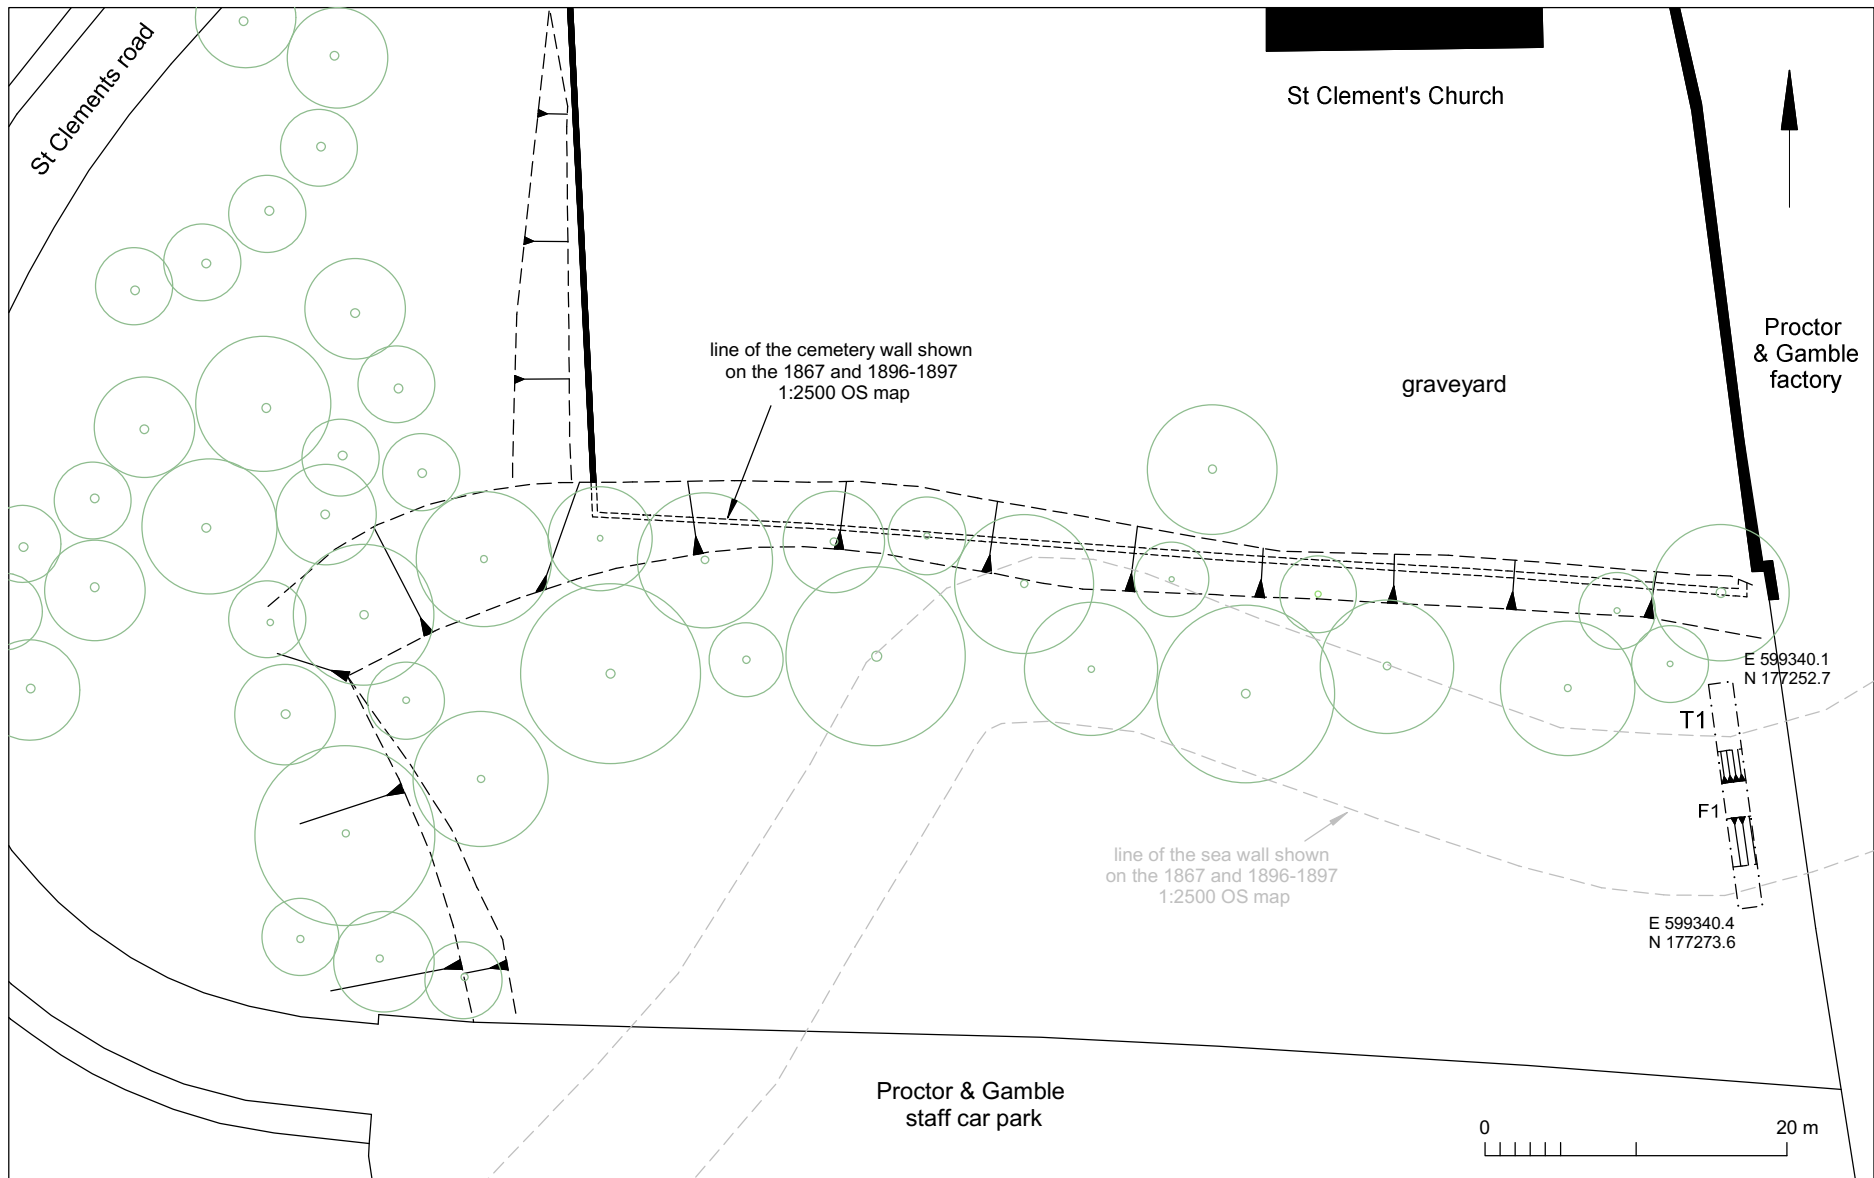 St Clements road
St Clement's Church
Proctor
& Gamble
factory
line of the cemetery wall shown
on the 1867 and 1896-1897
1:2500 OS map
graveyard
E 599340.1
N 177252.7
T1
F1
line of the sea wall shown
on the 1867 and 1896-1897
1:2500 OS map
E 599340.4
N 177273.6
Proctor & Gamble
staff car park
0 20 m